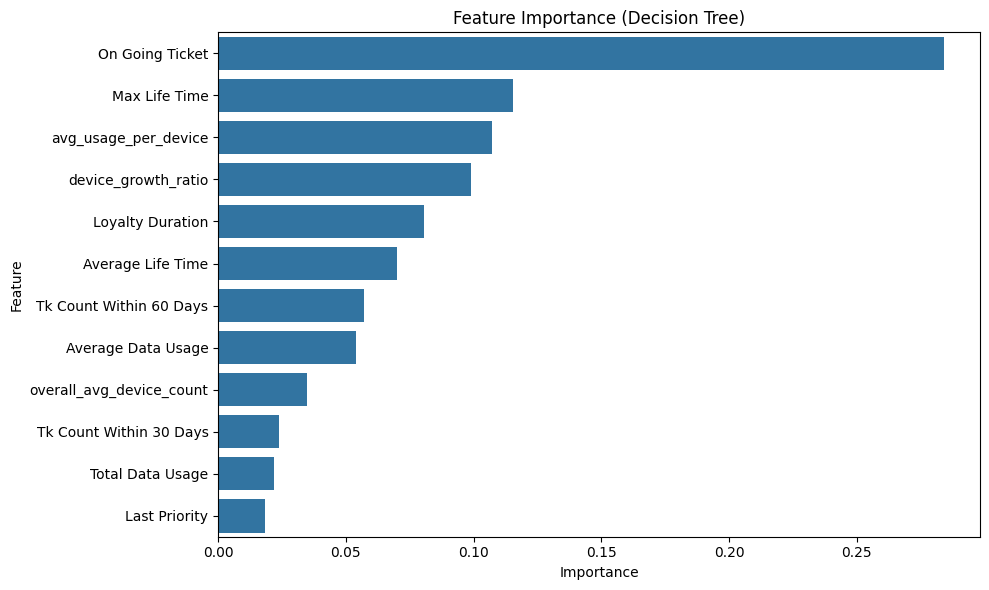 Feature Importance (Decision Tree)
On Going Ticket
Max Life Time
avg_usage_per_device
device_growth_ratio
Loyalty Duration
Average Life Time
Tk Count Within 60 Days
Average Data Usage
overall_avg_device_count
Tk Count Within 30 Days
Total Data Usage
Last Priority
Feature
0.00 0.05 0.10 0.15 0.20 0.25
Importance